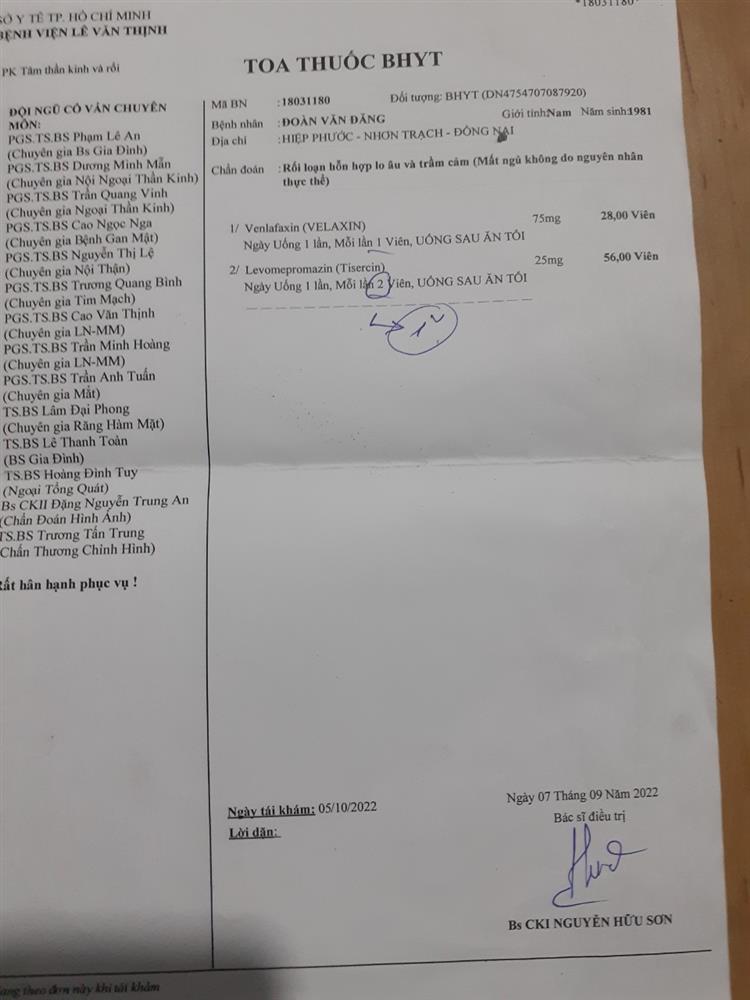 SỞ Y TẾ TP. HỒ CHÍ MINH
BỆNH VIỆN LÊ VĂN THỊNH
PK Tâm thần kinh và rối
*18031180*
TOA THUỐC BHYT
ĐỘI NGŨ CỐ VẤN CHUYÊN
MÔN:
PGS.TS.BS Phạm Lê An
(Chuyên gia Bs Gia Đình)
PGS.TS.BS Dương Minh Mẫn
(Chuyên gia Nội Ngoại Thần Kinh)
PGS.TS.BS Trần Quang Vinh
(Chuyên gia Ngoại Thần Kinh)
PGS.TS.BS Cao Ngọc Nga
(Chuyên gia Bệnh Gan Mật)
PGS.TS.BS Nguyễn Thị Lệ
(Chuyên gia Nội Thận)
PGS.TS.BS Trương Quang Bình
(Chuyên gia Tim Mạch)
PGS.TS.BS Cao Văn Thịnh
(Chuyên gia LN-MM)
PGS.TS.BS Trần Minh Hoàng
(Chuyên gia LN-MM)
PGS.TS.BS Trần Anh Tuấn
(Chuyên gia Mắt)
TS.BS Lâm Đại Phong
(Chuyên gia Răng Hàm Mặt)
TS.BS Lê Thanh Toàn
(BS Gia Đình)
TS.BS Hoàng Đình Tuy
(Ngoại Tổng Quát)
Bs CKII Đặng Nguyễn Trung An
(Chẩn Đoán Hình Ảnh)
TS.BS Trương Tấn Trung
Chấn Thương Chỉnh Hình)
Rất hân hạnh phục vụ !
Mã BN :18031180 Đối tượng: BHYT (DN4754707087920)
Bệnh nhân :ĐOÀN VĂN ĐĂNG Giới tính:Nam Năm sinh:1981
Địa chỉ :HIỆP PHƯỚC - NHƠN TRẠCH - ĐỒNG NAI
Chẩn đoán :Rối loạn hỗn hợp lo âu và trầm cảm (Mất ngủ không do nguyên nhân
thực thể)
1/ Venlafaxin (VELAXIN) 75mg 28,00 Viên
Ngày Uống 1 lần, Mỗi lần 1 Viên, UỐNG SAU ĂN TỐI
2/ Levomepromazin (Tisercin) 25mg 56,00 Viên
Ngày Uống 1 lần, Mỗi lần 2 Viên, UỐNG SAU ĂN TỐI
1 v
Ngày tái khám: 05/10/2022
Lời dặn:
Ngày 07 Tháng 09 Năm 2022
Bác sĩ điều trị
Bs CKI NGUYỄN HỮU SƠN
mang theo đơn này khi tái khám